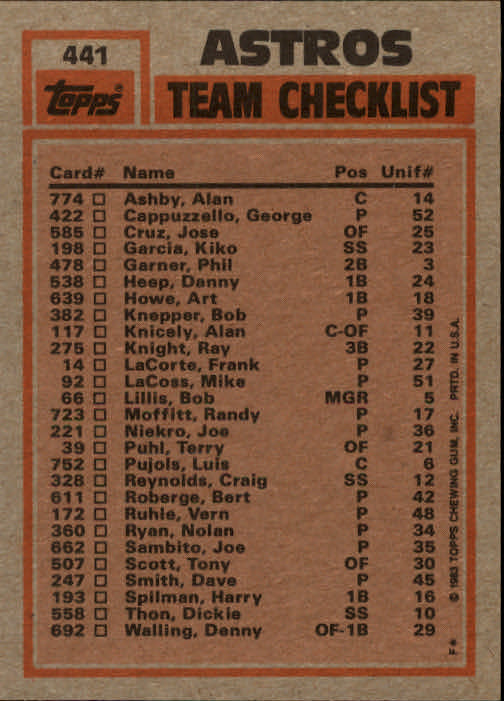 441
ASTROS
Topps
TEAM CHECKLIST
Card# Name Pos Unif#
774 Ashby, Alan C 14
422 Cappuzzello, George P 52
585 Cruz, Jose OF 25
198 Garcia, Kiko SS 23
478 Garner, Phil 2B 3
538 Heep, Danny 1B 24
639 Howe, Art 1B 18
382 Knepper, Bob P 39
117 Knicely, Alan C-OF 11
275 Knight, Ray 3B 22
14 LaCorte, Frank P 27
92 LaCoss, Mike P 51
66 Lillis, Bob MGR 5
723 Moffitt, Randy P 17
221 Niekro, Joe P 36
39 Puhl, Terry OF 21
752 Pujols, Luis C 6
328 Reynolds, Craig SS 12
611 Roberge, Bert P 42
172 Ruhle, Vern P 48
360 Ryan, Nolan P 34
662 Sambito, Joe P 35
507 Scott, Tony OF 30
247 Smith, Dave P 45
193 Spilman, Harry 1B 16
558 Thon, Dickie SS 10
692 Walling, Denny OF-1B 29
F* © 1983 TOPPS CHEWING GUM, INC. PRTD. IN U.S.A.